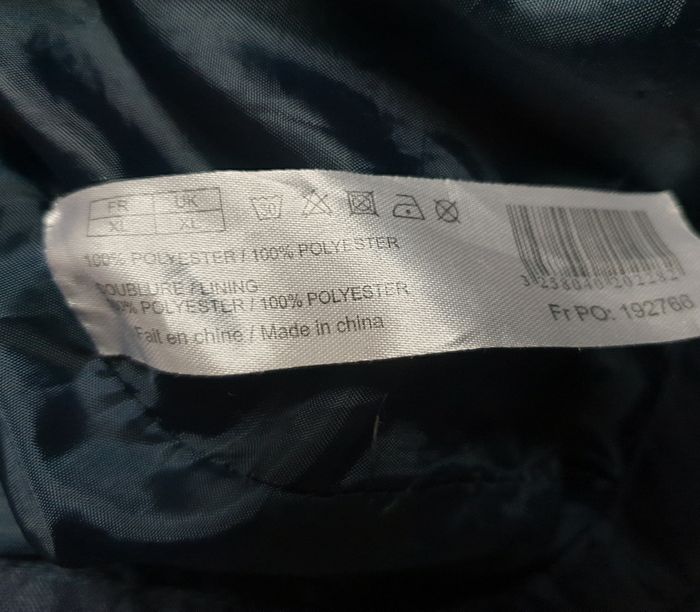 FR UK
XL XL
30
100% POLYESTER / 100% POLYESTER
DOUBLURE / LINING
100% POLYESTER / 100% POLYESTER
Fait en chine / Made in china
Fr PO: 192766